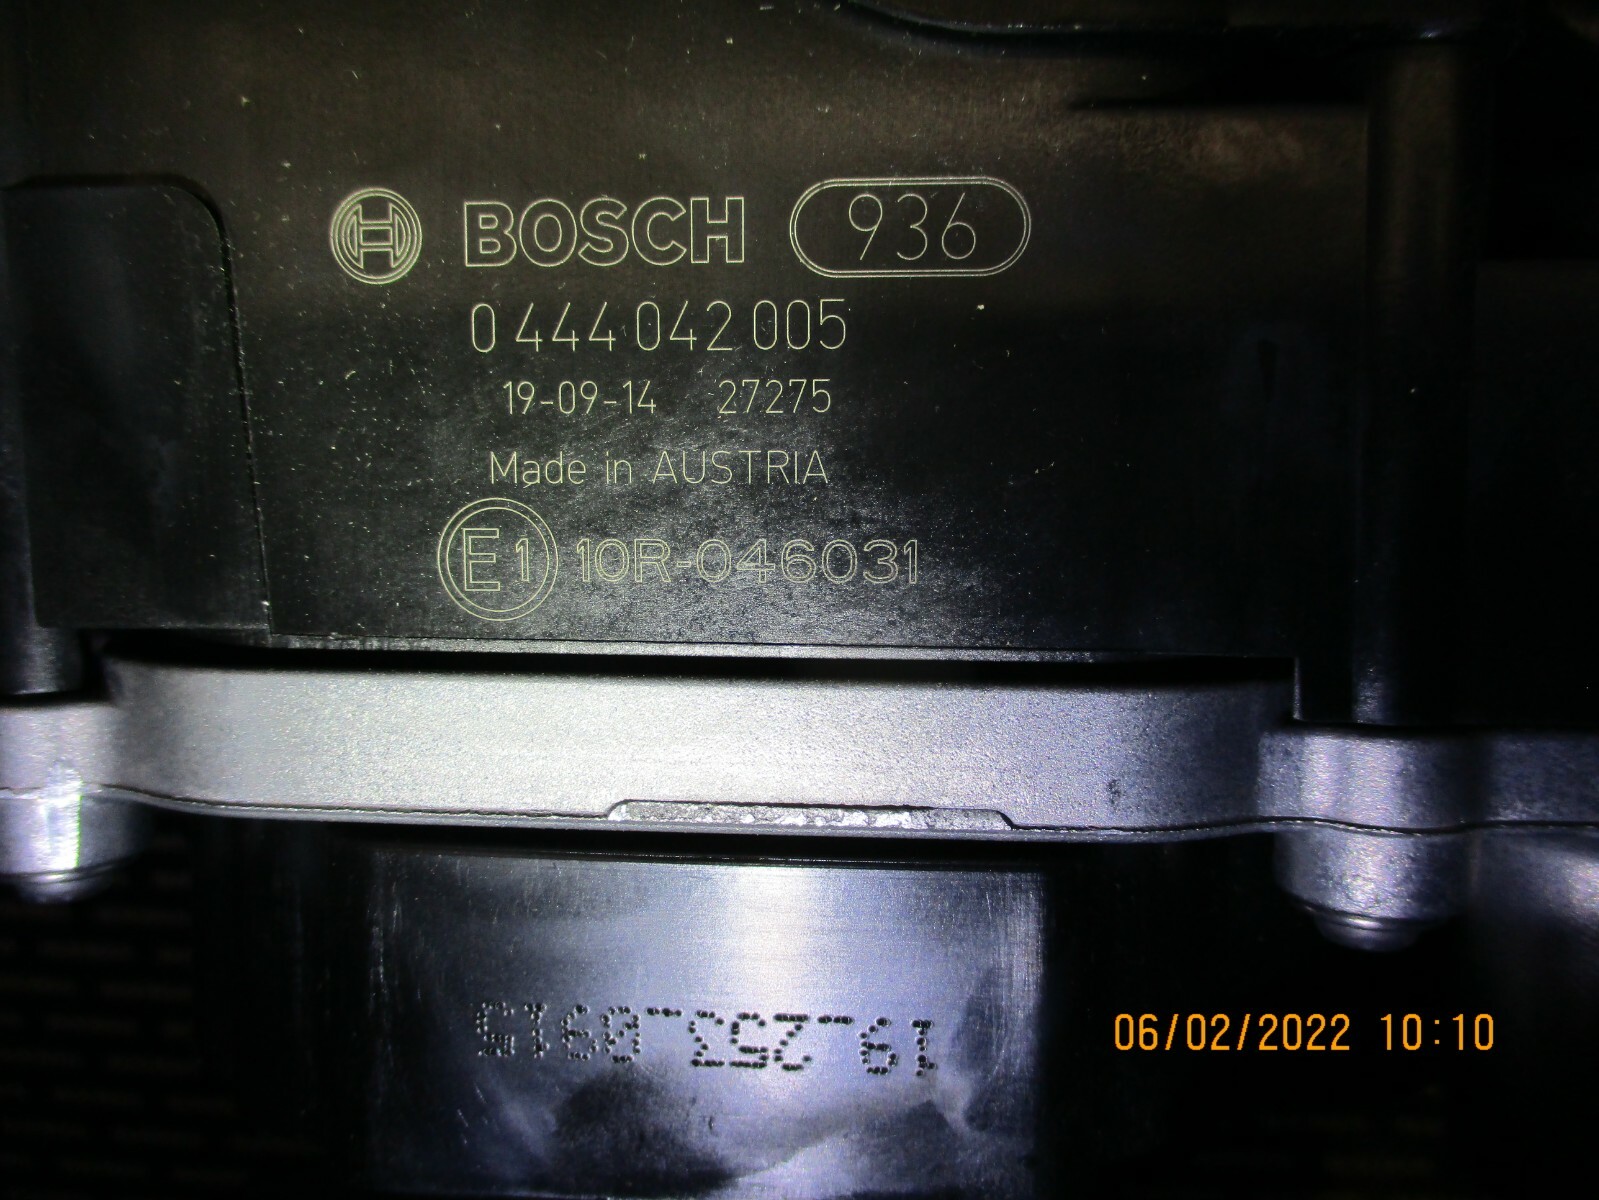 BOSCH 936
0 444 042 005
19-09-14 27275
Made in AUSTRIA
E1 10R-046031
19_253_0915
06/02/2022 10:10